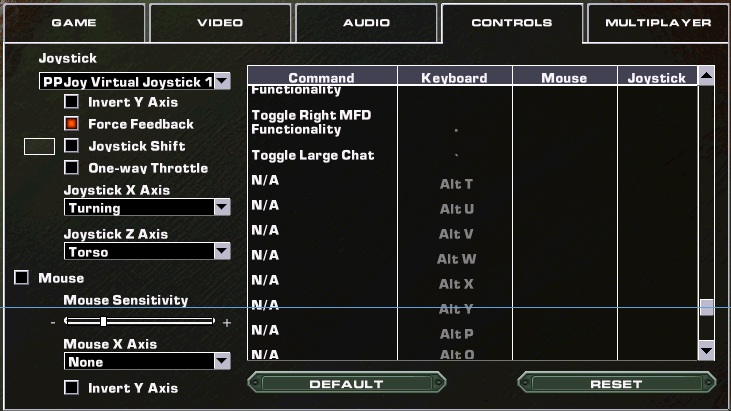 GAME
VIDEO
AUDIO
CONTROLS
MULTIPLAYER
Joystick
PPJoy Virtual Joystick 1
Invert Y Axis
Force Feedback
Joystick Shift
One-way Throttle
Joystick X Axis
Turning
Joystick Z Axis
Torso
Mouse
Mouse Sensitivity
- +
Mouse X Axis
None
Invert Y Axis
Command Keyboard Mouse Joystick
Functionality
Toggle Right MFD
Functionality .
Toggle Large Chat `
N/A Alt T
N/A Alt U
N/A Alt V
N/A Alt W
N/A Alt X
N/A Alt Y
N/A Alt P
N/A Alt Q
DEFAULT
RESET